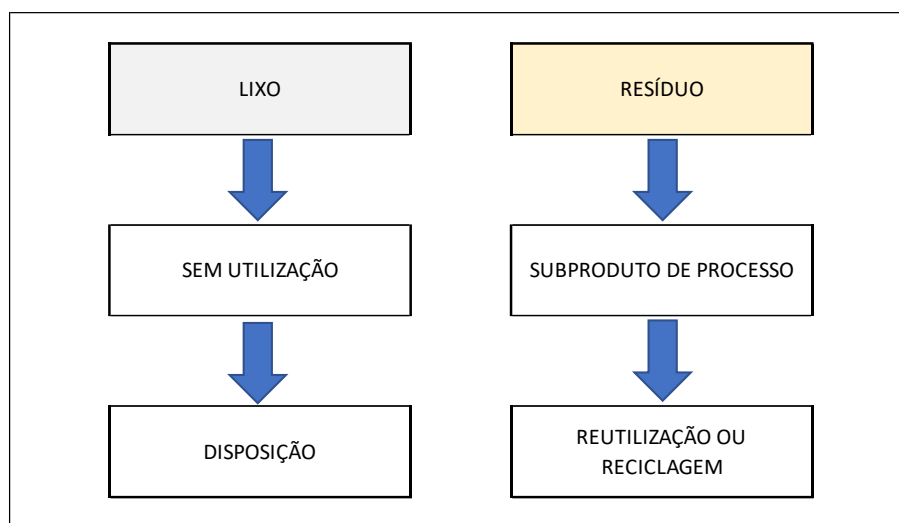 LIXO
SEM UTILIZAÇÃO
DISPOSIÇÃO
RESÍDUO
SUBPRODUTO DE PROCESSO
REUTILIZAÇÃO OU
RECICLAGEM